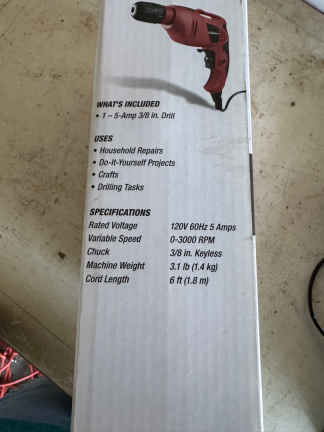 WHAT'S INCLUDED
• 1 – 5-Amp 3/8 in. Drill
USES
• Household Repairs
• Do-It-Yourself Projects
• Crafts
• Drilling Tasks
SPECIFICATIONS
Rated Voltage 120V 60Hz 5 Amps
Variable Speed 0-3000 RPM
Chuck 3/8 in. Keyless
Machine Weight 3.1 lb (1.4 kg)
Cord Length 6 ft (1.8 m)